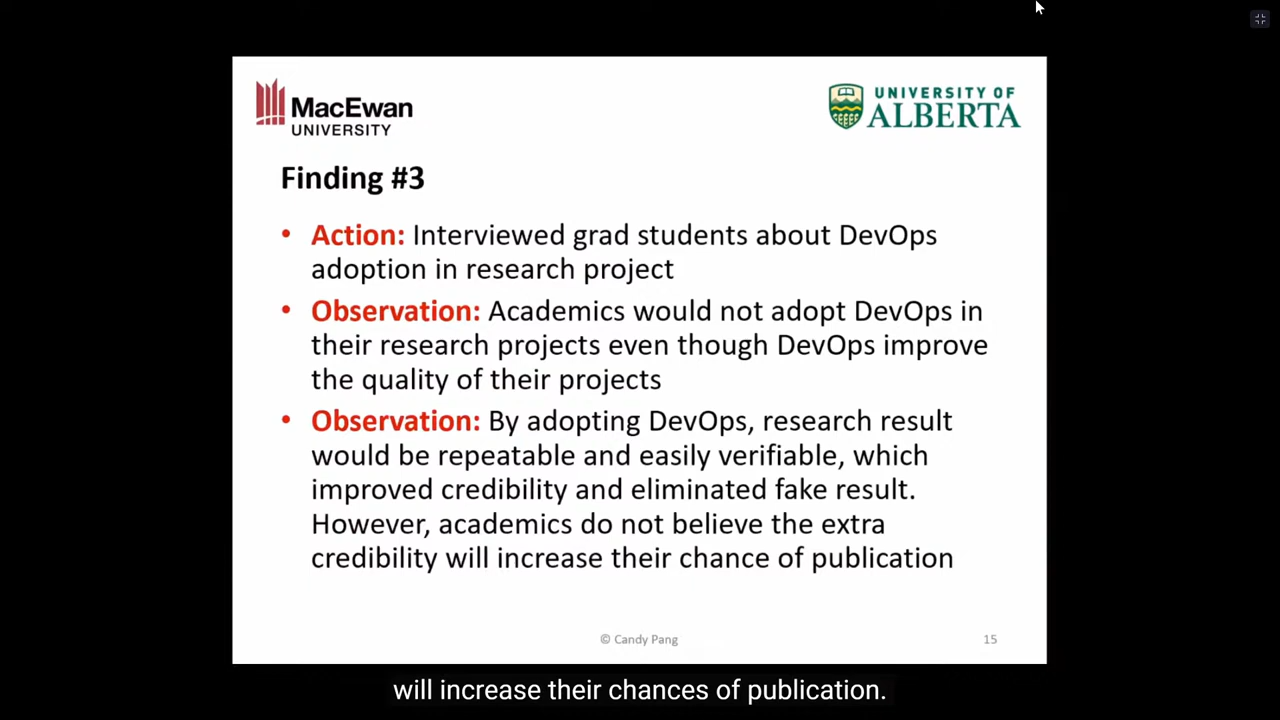 MacEwan
UNIVERSITY
UNIVERSITY OF
ALBERTA
Finding #3
• Action: Interviewed grad students about DevOps
adoption in research project
• Observation: Academics would not adopt DevOps in
their research projects even though DevOps improve
the quality of their projects
• Observation: By adopting DevOps, research result
would be repeatable and easily verifiable, which
improved credibility and eliminated fake result.
However, academics do not believe the extra
credibility will increase their chance of publication
© Candy Pang
15
will increase their chances of publication.